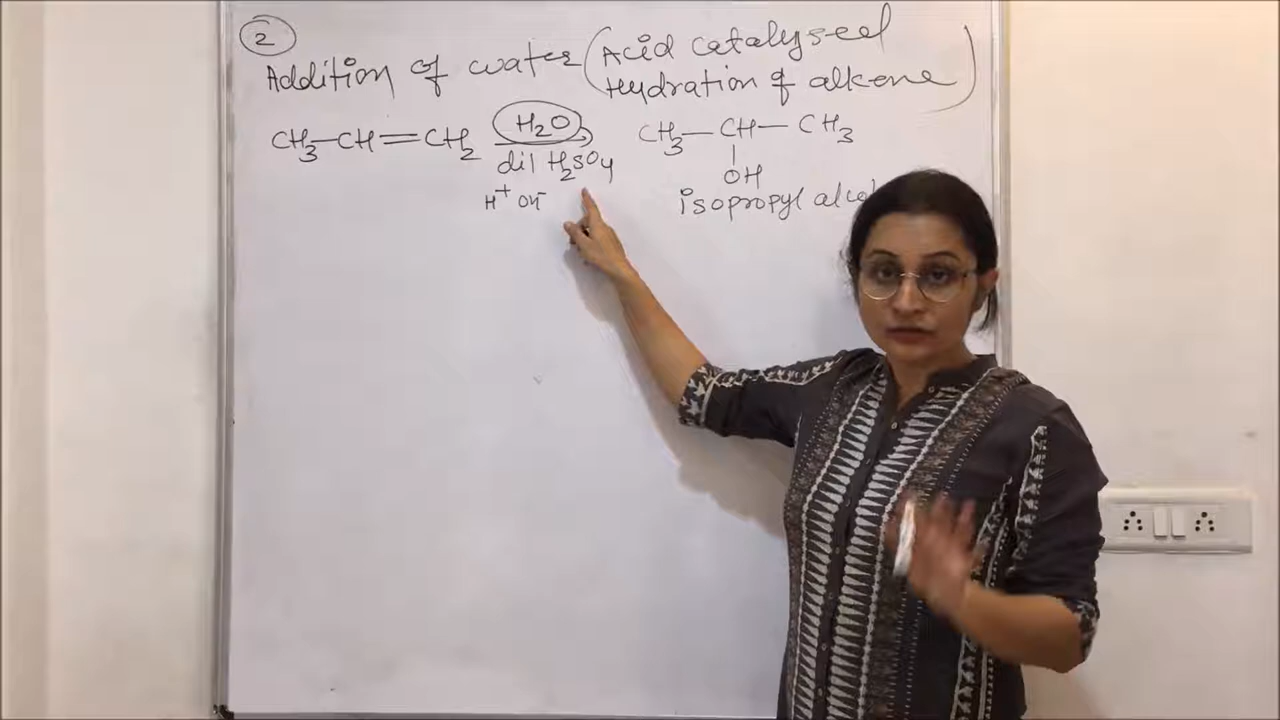 2
Addition of water (Acid catalysed
Hydration of alkene)
CH3—CH=CH2 H2O CH3—CH—CH3
dil H2SO4 OH
H+ OH- isopropyl